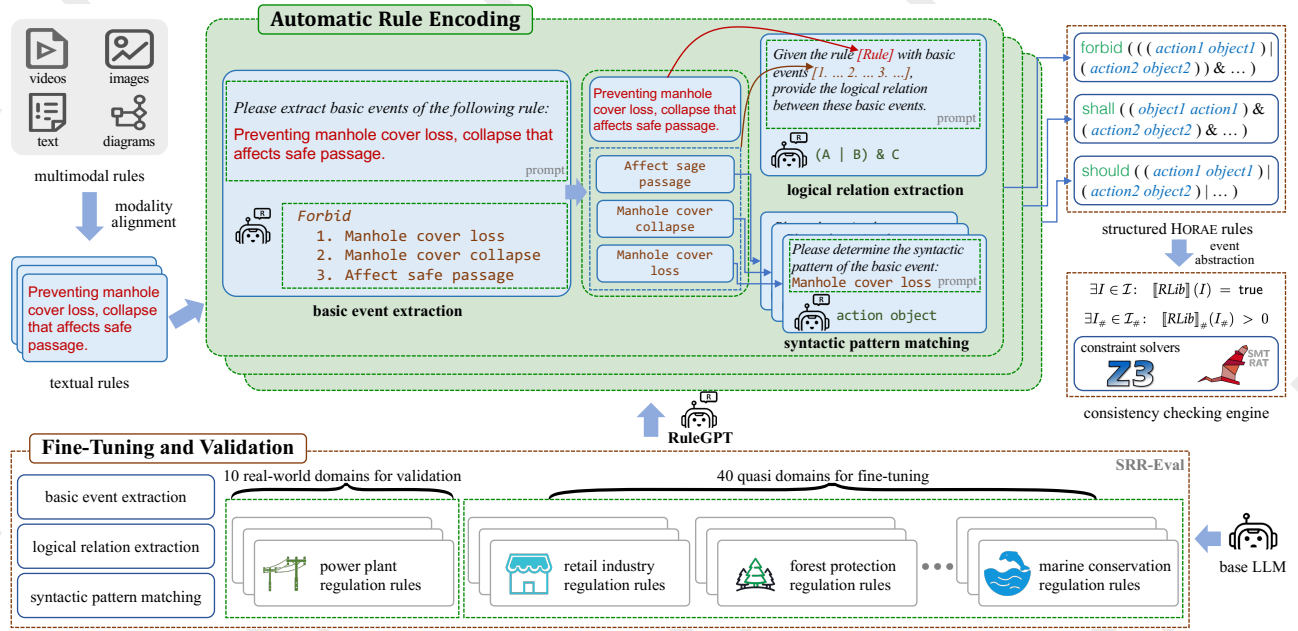 Automatic Rule Encoding
videos
images
text
diagrams
multimodal rules
modality
alignment
Preventing manhole
cover loss, collapse
that affects safe
passage.
textual rules
Please extract basic events of the following rule:
Preventing manhole cover loss, collapse that
affects safe passage.
prompt
R
Forbid
1. Manhole cover loss
2. Manhole cover collapse
3. Affect safe passage
basic event extraction
Preventing manhole
cover loss, collapse that
affects safe passage.
Affect sage
passage
Manhole cover
collapse
Manhole cover
loss
Given the rule [Rule] with basic
events [1. … 2. … 3. …],
provide the logical relation
between these basic events.
prompt
R
(A | B) & C
logical relation extraction
Please determine the syntactic
pattern of the basic event:
Manhole cover loss
prompt
R
action object
syntactic pattern matching
forbid ( ( ( action1 object1 ) |
( action2 object2 ) ) & … )
shall ( ( object1 action1 ) &
( action2 object2 ) & … )
should ( ( action1 object1 ) |
( action2 object2 ) | … )
structured HORAE rules
event
abstraction
∃I ∈ ℐ: ⟦RLib⟧(I) = true
∃I# ∈ ℐ#: ⟦RLib⟧#(I#) > 0
constraint solvers
Z3
SMT
RAT
consistency checking engine
R
RuleGPT
Fine-Tuning and Validation
SRR-Eval
basic event extraction
logical relation extraction
syntactic pattern matching
10 real-world domains for validation
power plant
regulation rules
40 quasi domains for fine-tuning
retail industry
regulation rules
forest protection
regulation rules
marine conservation
regulation rules
base LLM